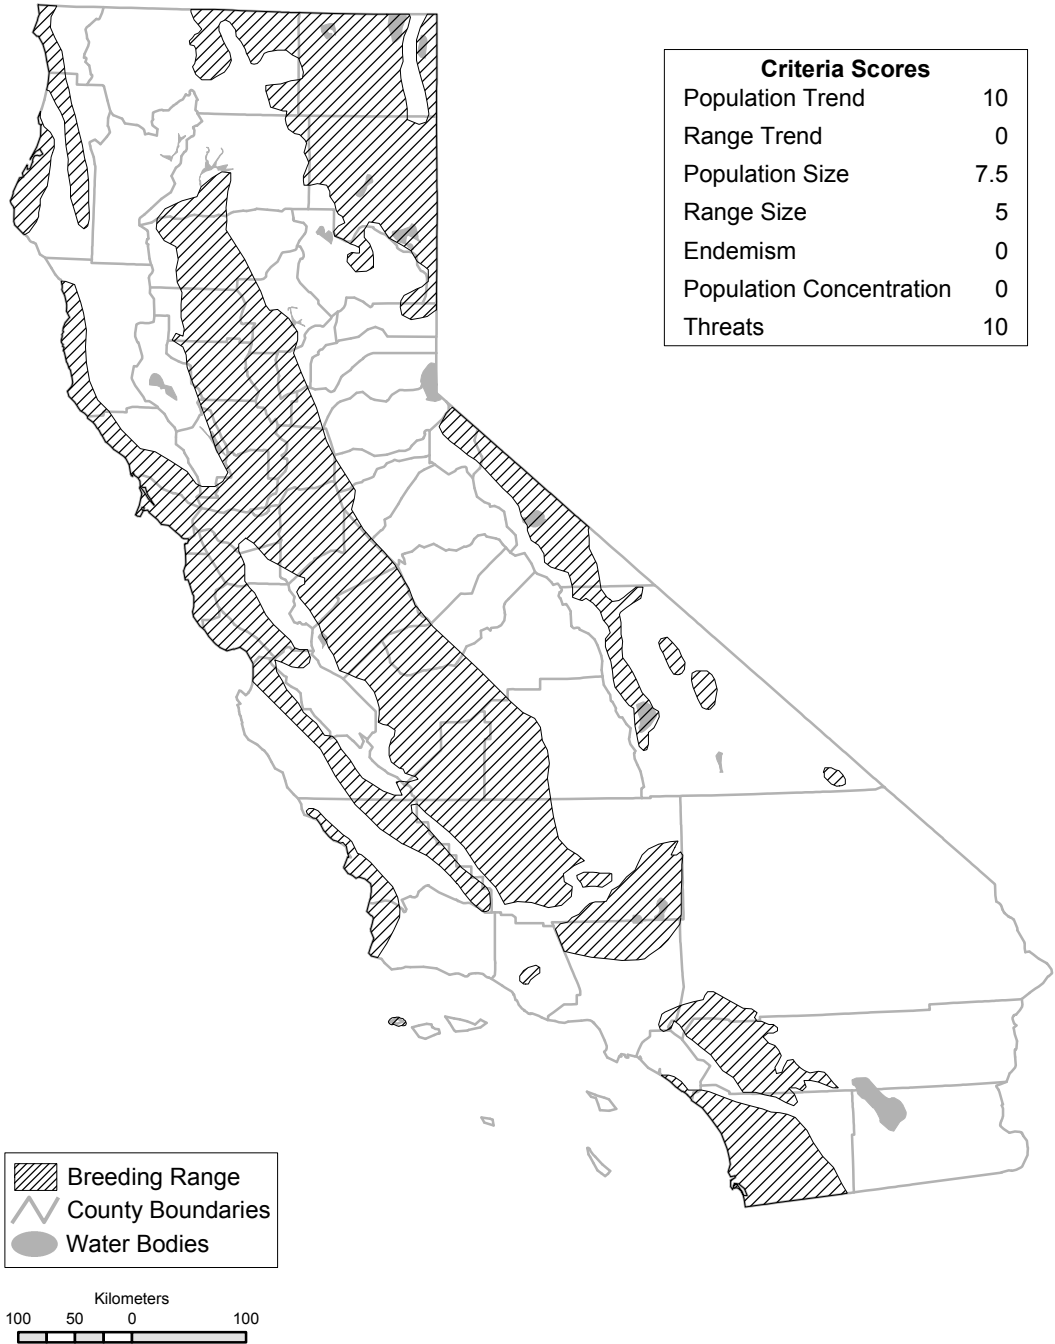 Criteria Scores
Population Trend 10
Range Trend 0
Population Size 7.5
Range Size 5
Endemism 0
Population Concentration 0
Threats 10
Breeding Range
County Boundaries
Water Bodies
Kilometers
100 50 0 100